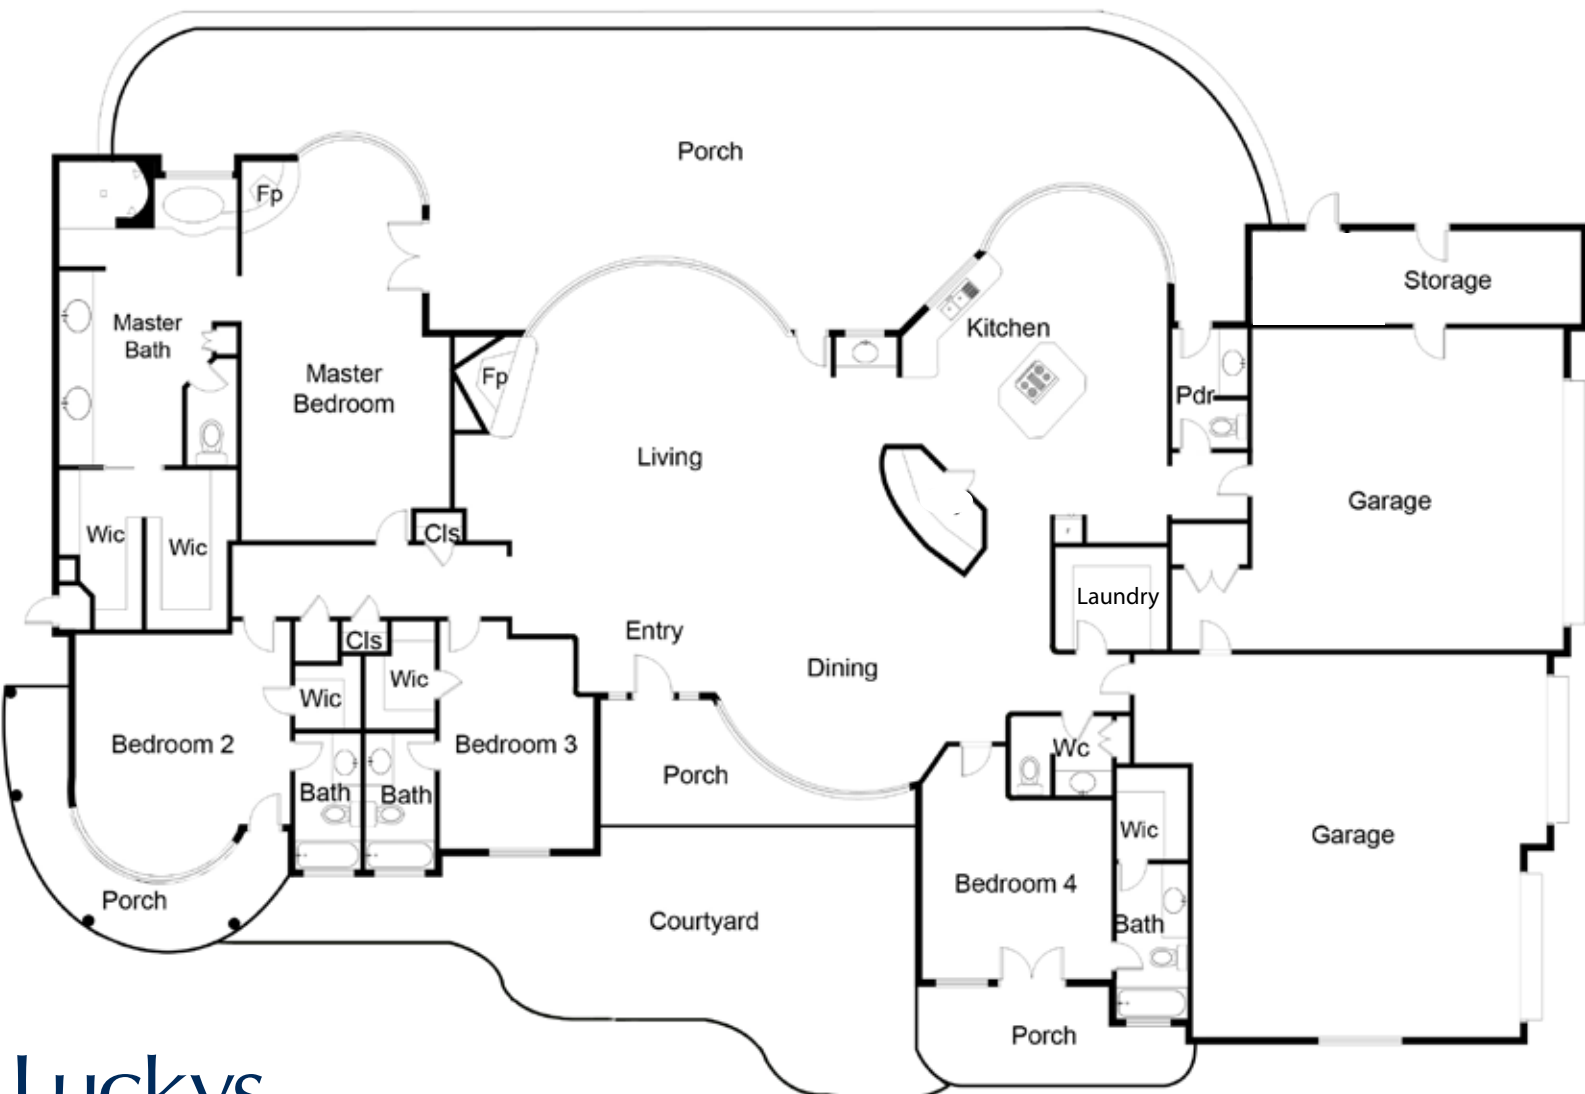 Porch
Fp
Storage
Master
Bath
Kitchen
Master
Bedroom
Fp
Pdr
Living
Garage
Wic
Wic
Cls
Laundry
Entry
Cls
Dining
Wic
Wic
Bedroom 2
Bedroom 3
Wc
Porch
Bath
Bath
Wic
Garage
Bedroom 4
Porch
Courtyard
Bath
Porch
Luckys